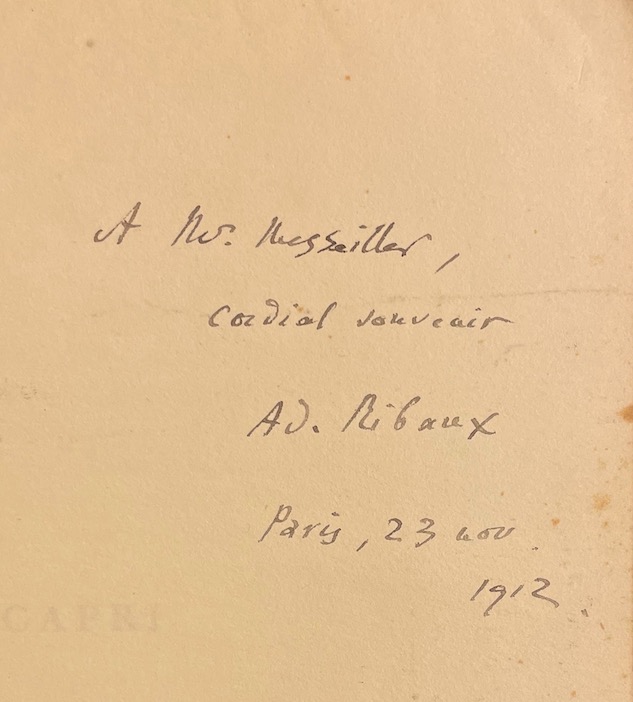 A Mr. Messeiller,
Cordial souvenir
Ad. Ribaux
Paris, 23 nov.
1912.
CAPRI